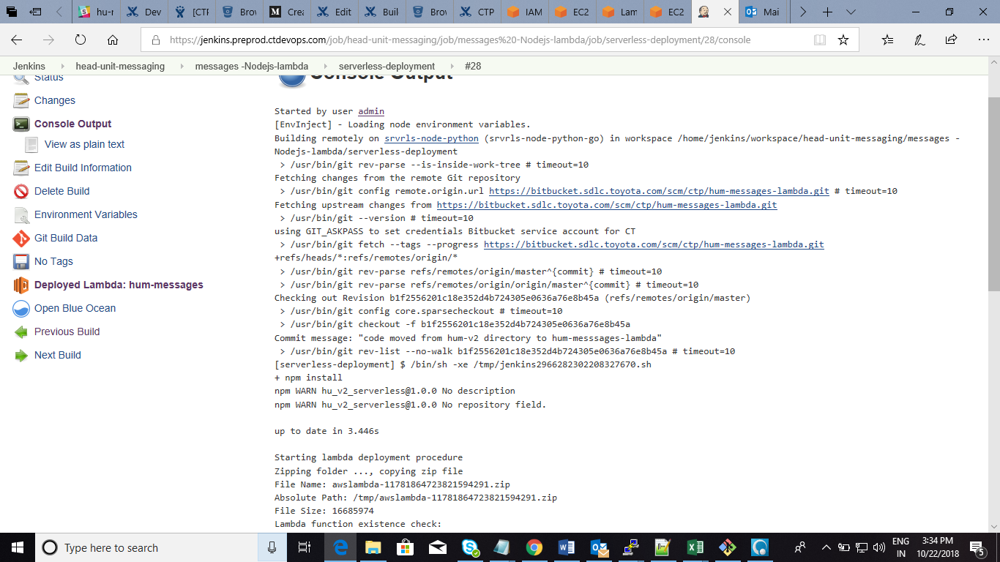 hu-r
Dev
[CTF
Brov
Crea
Edit
Buil
Brov
CTP
IAM
EC2
Lam
EC2
Mai
https://jenkins.preprod.ctdevops.com/job/head-unit-messaging/job/messages%20-Nodejs-lambda/job/serverless-deployment/28/console
Jenkins head-unit-messaging messages -Nodejs-lambda serverless-deployment #28
Status
Changes
Console Output
View as plain text
Edit Build Information
Delete Build
Environment Variables
Git Build Data
No Tags
Deployed Lambda: hum-messages
Open Blue Ocean
Previous Build
Next Build
Console Output
Started by user admin
[EnvInject] - Loading node environment variables.
Building remotely on srvrls-node-python (srvrls-node-python-go) in workspace /home/jenkins/workspace/head-unit-messaging/messages -
Nodejs-lambda/serverless-deployment
> /usr/bin/git rev-parse --is-inside-work-tree # timeout=10
Fetching changes from the remote Git repository
> /usr/bin/git config remote.origin.url https://bitbucket.sdlc.toyota.com/scm/ctp/hum-messages-lambda.git # timeout=10
Fetching upstream changes from https://bitbucket.sdlc.toyota.com/scm/ctp/hum-messages-lambda.git
> /usr/bin/git --version # timeout=10
using GIT_ASKPASS to set credentials Bitbucket service account for CT
> /usr/bin/git fetch --tags --progress https://bitbucket.sdlc.toyota.com/scm/ctp/hum-messages-lambda.git
+refs/heads/*:refs/remotes/origin/*
> /usr/bin/git rev-parse refs/remotes/origin/master^{commit} # timeout=10
> /usr/bin/git rev-parse refs/remotes/origin/origin/master^{commit} # timeout=10
Checking out Revision b1f2556201c18e352d4b724305e0636a76e8b45a (refs/remotes/origin/master)
> /usr/bin/git config core.sparsecheckout # timeout=10
> /usr/bin/git checkout -f b1f2556201c18e352d4b724305e0636a76e8b45a
Commit message: "code moved from hum-v2 directory to hum-messsages-lambda"
> /usr/bin/git rev-list --no-walk b1f2556201c18e352d4b724305e0636a76e8b45a # timeout=10
[serverless-deployment] $ /bin/sh -xe /tmp/jenkins2966282302208327670.sh
+ npm install
npm WARN hu_v2_serverless@1.0.0 No description
npm WARN hu_v2_serverless@1.0.0 No repository field.
up to date in 3.446s
Starting lambda deployment procedure
Zipping folder ..., copying zip file
File Name: awslambda-11781864723821594291.zip
Absolute Path: /tmp/awslambda-11781864723821594291.zip
File Size: 16685974
Lambda function existence check:
Type here to search
ENG
IN
3:34 PM
10/22/2018
5